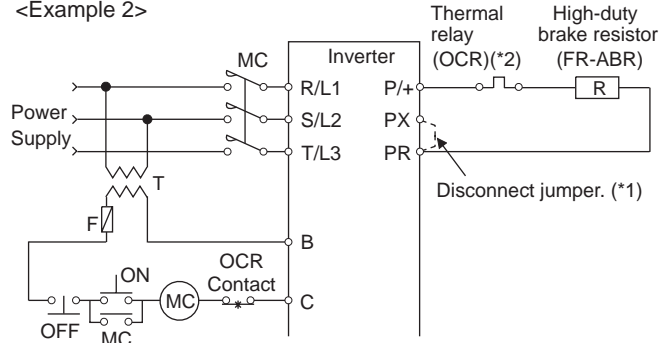 <Example 2>
Thermal
relay
(OCR)(*2)
High-duty
brake resistor
(FR-ABR)
MC
Inverter
R/L1
P/+
R
Power
Supply
S/L2
PX
T/L3
PR
T
Disconnect jumper. (*1)
F
B
ON
OCR
Contact
MC
C
OFF
MC